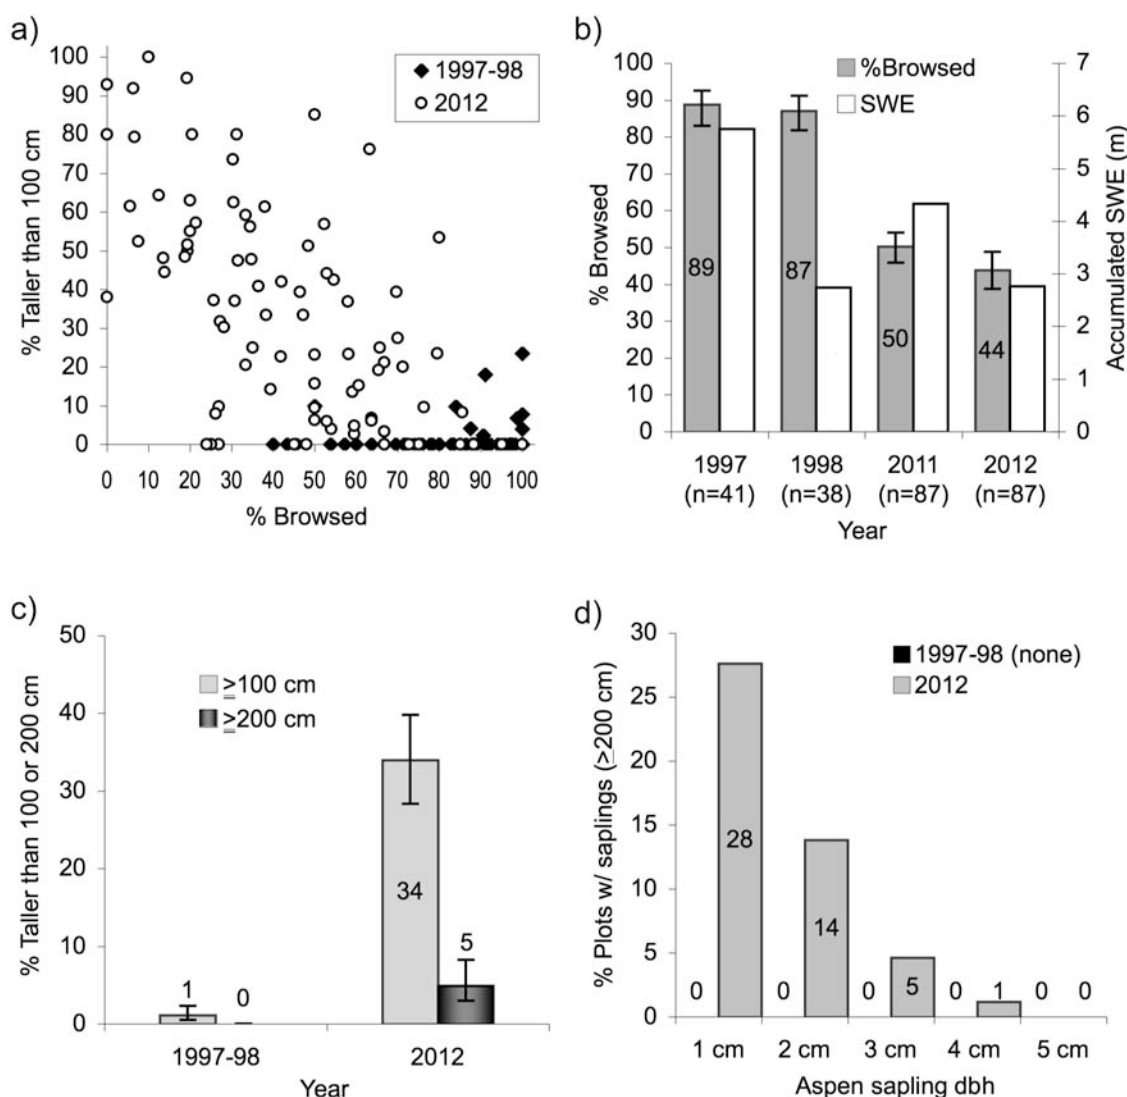 a)
% Taller than 100 cm
100
90
80
70
60
50
40
30
20
10
0
0 10 20 30 40 50 60 70 80 90 100
% Browsed
1997-98
2012
b)
% Browsed
100
90
80
70
60
50
40
30
20
10
0
%Browsed
SWE
89
87
50
44
7
6
5
4
3
2
1
0
Accumulated SWE (m)
1997 1998 2011 2012
(n=41) (n=38) (n=87) (n=87)
Year
c)
% Taller than 100 or 200 cm
50
40
30
20
10
0
≥100 cm
≥200 cm
1 0
34
5
1997-98 2012
Year
d)
% Plots w/ saplings (≥200 cm)
30
25
20
15
10
5
0
1997-98 (none)
2012
0 28 0 14 0 5 0 1 0 0
1 cm 2 cm 3 cm 4 cm 5 cm
Aspen sapling dbh